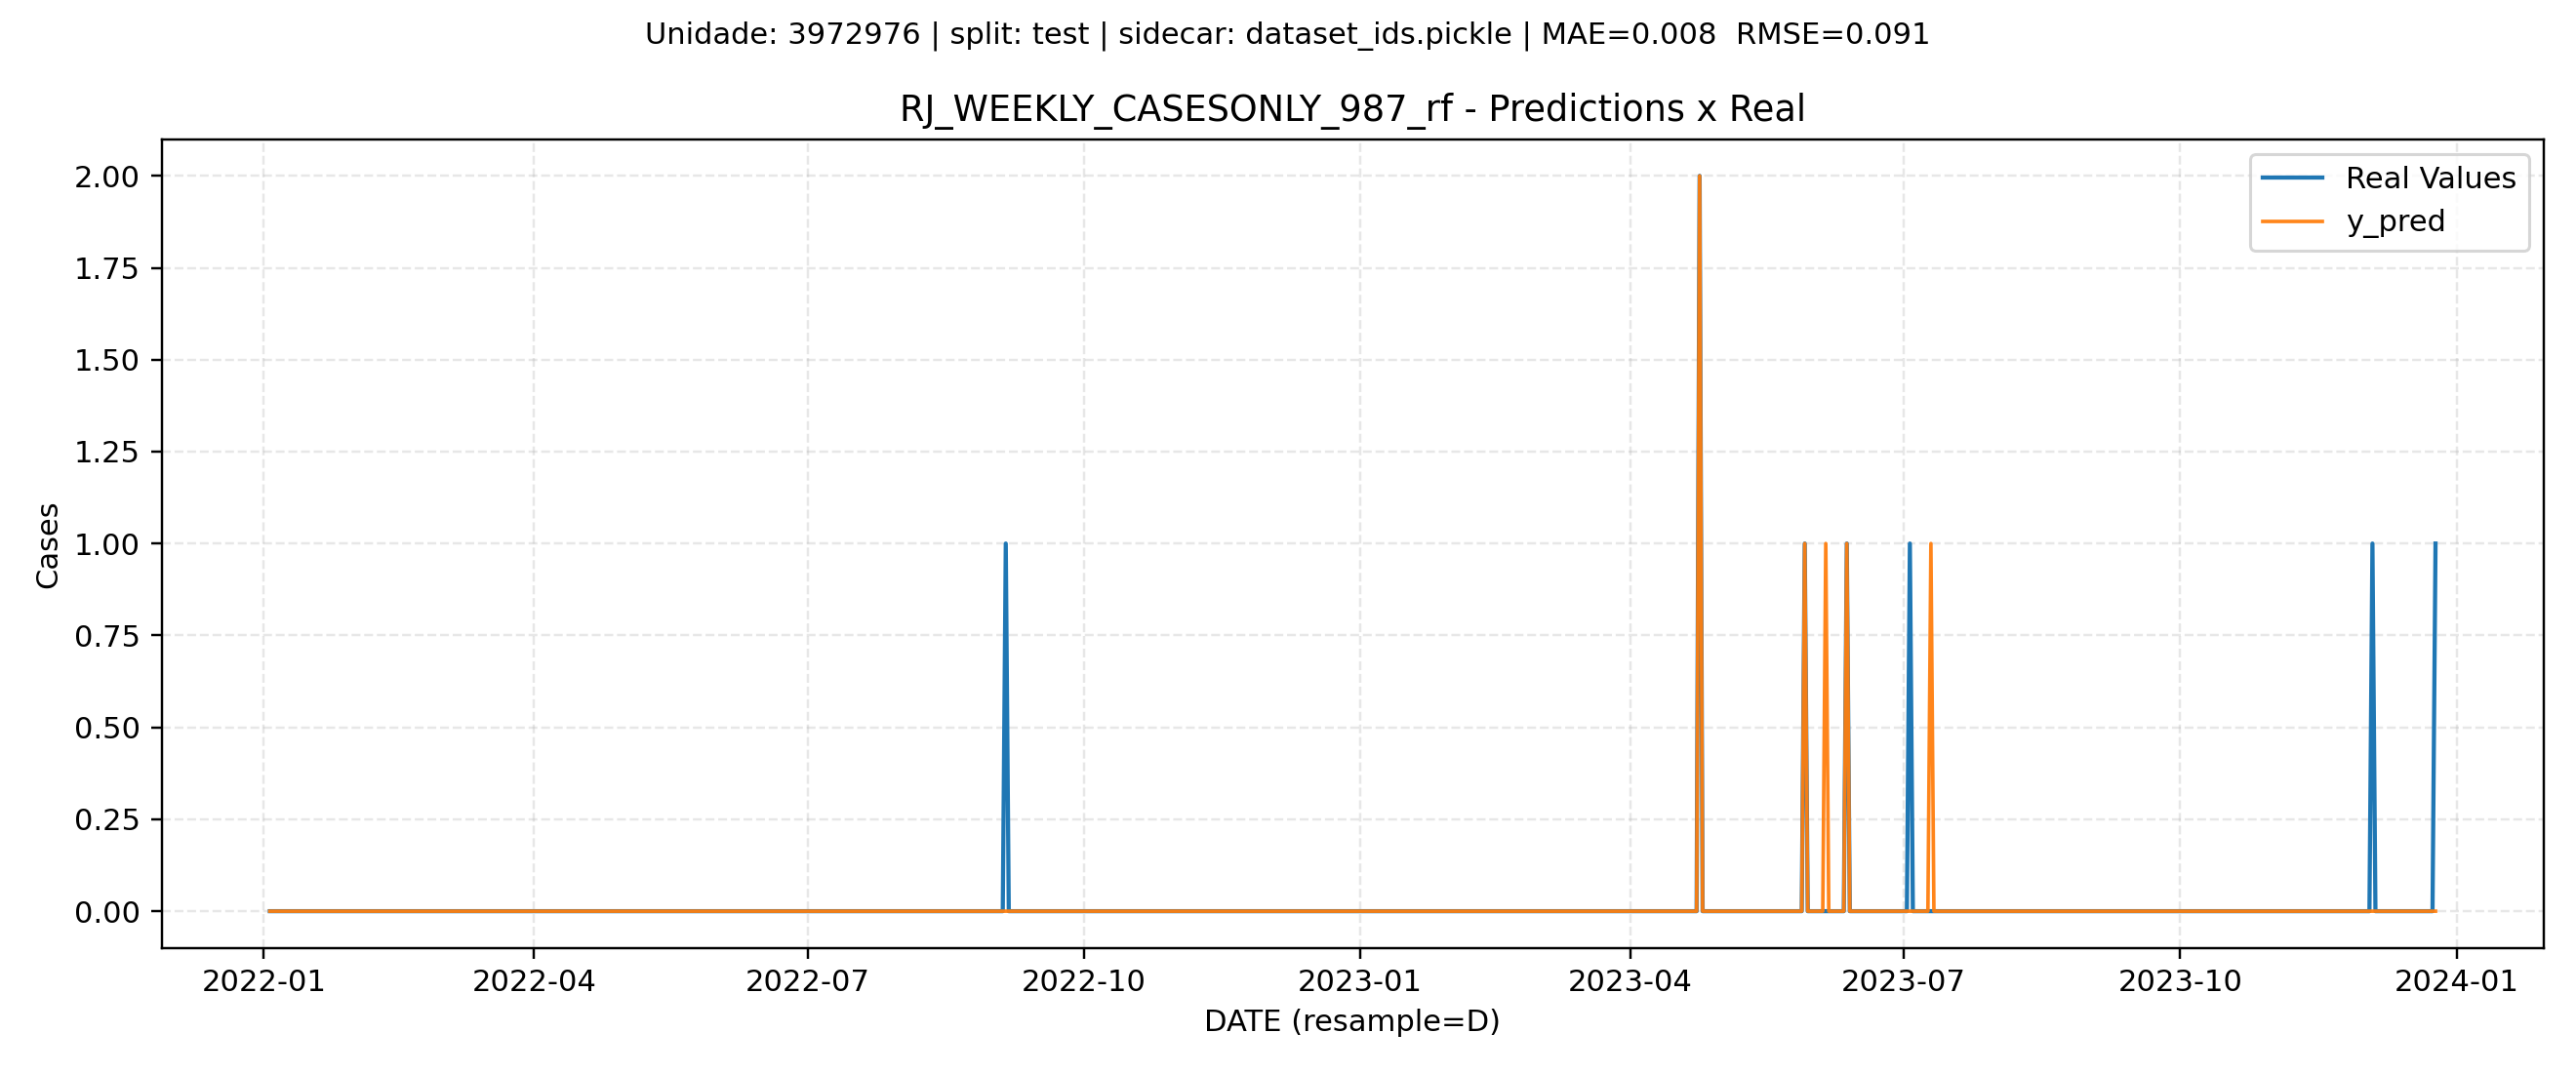 Unidade: 3972976 | split: test | sidecar: dataset_ids.pickle | MAE=0.008  RMSE=0.091
RJ_WEEKLY_CASESONLY_987_rf - Predictions x Real
Real Values
y_pred
2.00
1.75
1.50
1.25
1.00
0.75
0.50
0.25
0.00
Cases
2022-01 2022-04 2022-07 2022-10 2023-01 2023-04 2023-07 2023-10 2024-01
DATE (resample=D)